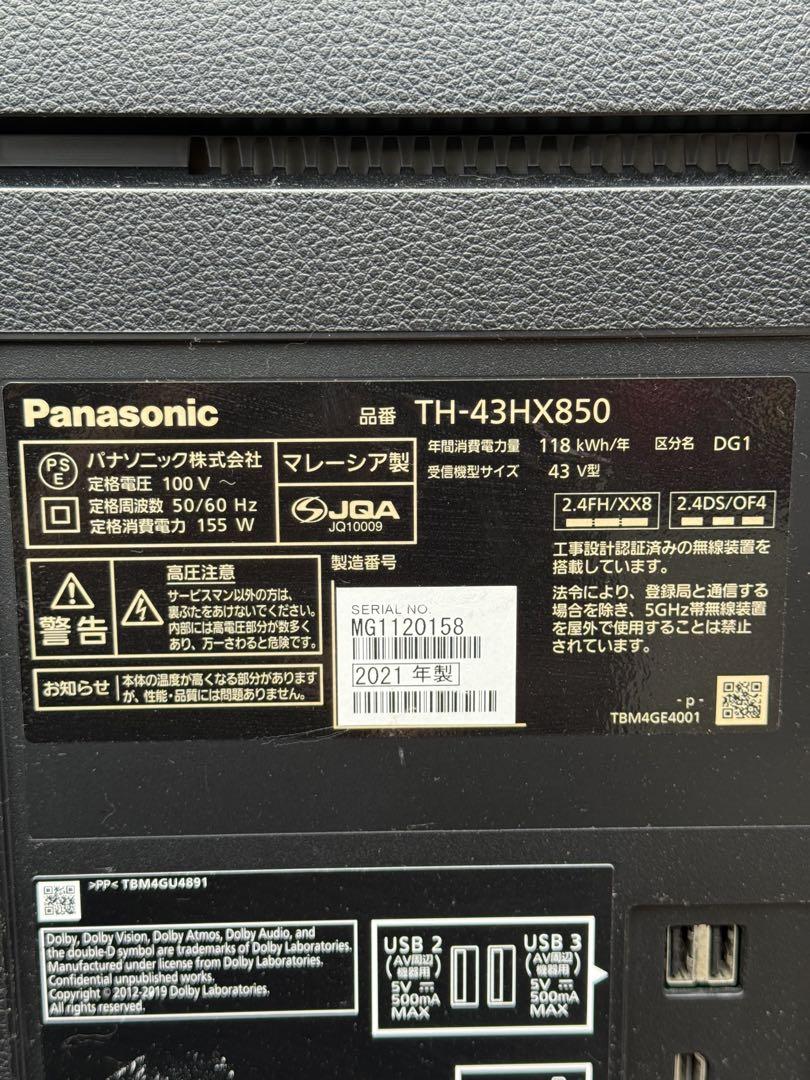 Panasonic
品番 TH-43HX850
年間消費電力量 118 kWh/年 区分名 DG1
受信機型サイズ 43 V型
PS
E
パナソニック株式会社
定格電圧 100 V ～
定格周波数 50/60 Hz
定格消費電力 155 W
マレーシア製
JQA
JQ10009
2.4FH/XX8
2.4DS/OF4
工事設計認証済みの無線装置を
搭載しています。
法令により、登録局と通信する
場合を除き、5GHz帯無線装置
を屋外で使用することは禁止
されています。
警告
高圧注意
サービスマン以外の方は、
裏ぶたをあけないでください。
内部には高電圧部分が数多く
あり、万一さわると危険です。
お知らせ
本体の温度が高くなる部分があります
が、性能・品質には問題ありません。
製造番号
SERIAL NO.
MG1120158
2021 年製
- p -
TBM4GE4001
>PP< TBM4GU4891
Dolby, Dolby Vision, Dolby Atmos, Dolby Audio, and
the double-D symbol are trademarks of Dolby Laboratories.
Manufactured under license from Dolby Laboratories.
Confidential unpublished works.
Copyright © 2012-2019 Dolby Laboratories.
All rights reserved.
USB 2
(AV周辺
機器用)
5V ⎓
500mA
MAX
USB 3
(AV周辺
機器用)
5V ⎓
500mA
MAX